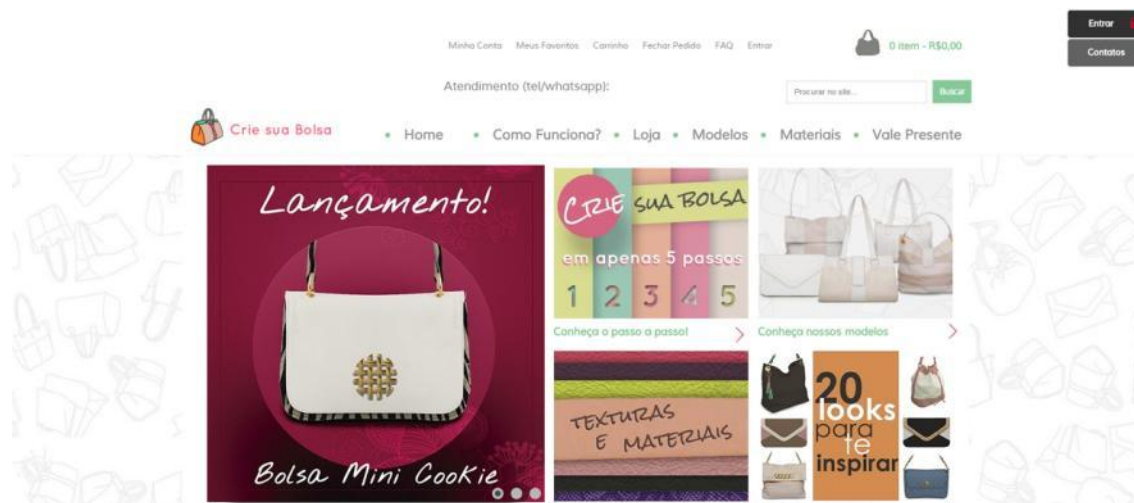 Entrar
Contatos
Minha Conta Meus Favoritos Carrinho Fechar Pedido FAQ Entrar
0 item - R$0,00
Atendimento (tel/whatsapp):
Procurar no site...
Buscar
Crie sua Bolsa
Home Como Funciona? Loja Modelos Materiais Vale Presente
Lançamento!
Bolsa Mini Cookie
CRIE SUA BOLSA
em apenas 5 passos
1 2 3 4 5
Conheça o passo a passo!
Conheça nossos modelos
TEXTURAS
E MATERIAIS
20
looks
para
te
inspirar